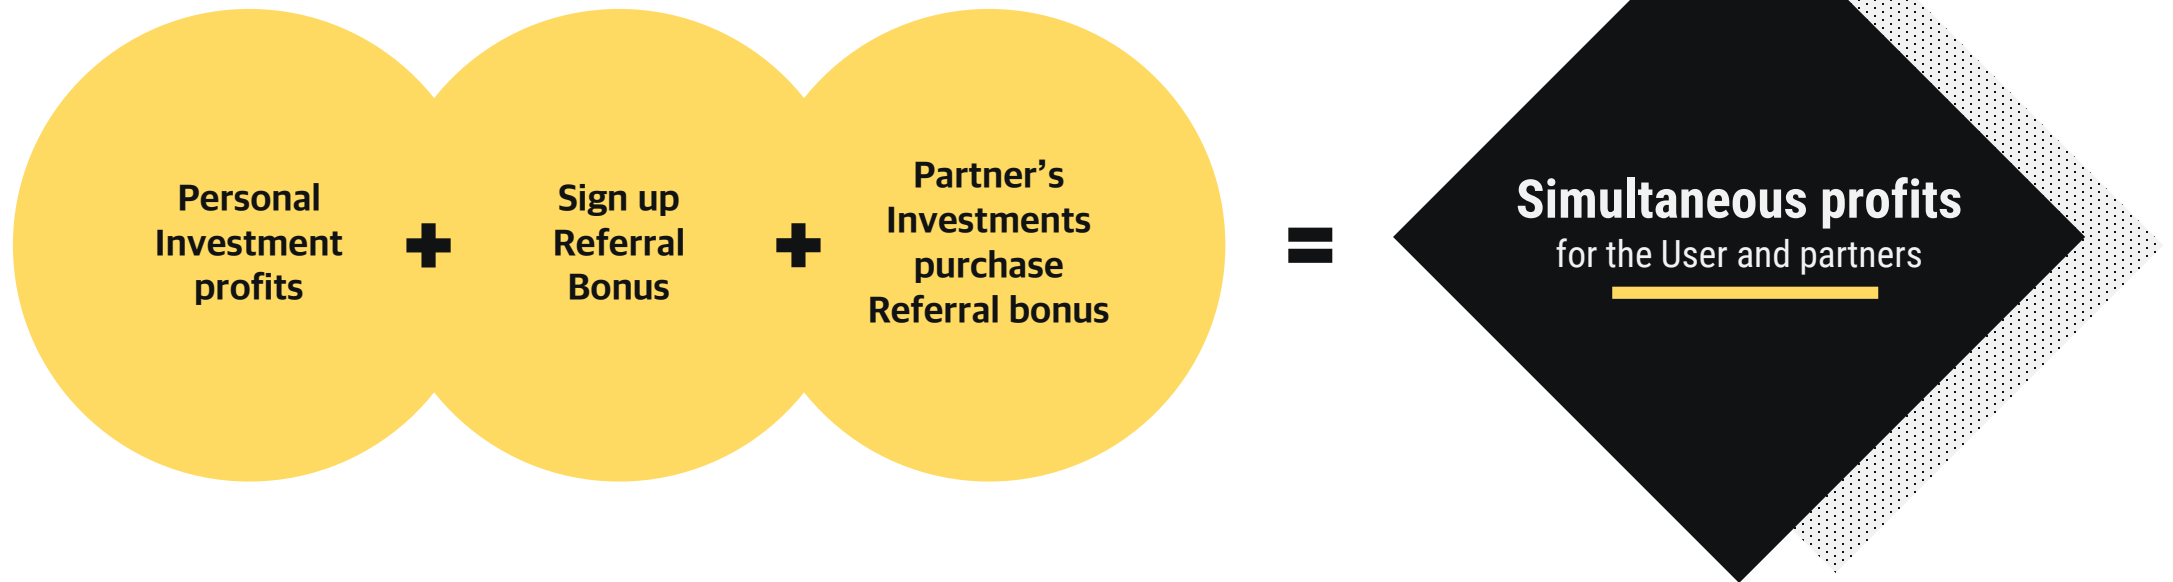 Personal
Investment
profits
+
Sign up
Referral
Bonus
+
Partner’s
Investments
purchase
Referral bonus
=
Simultaneous profits
for the User and partners